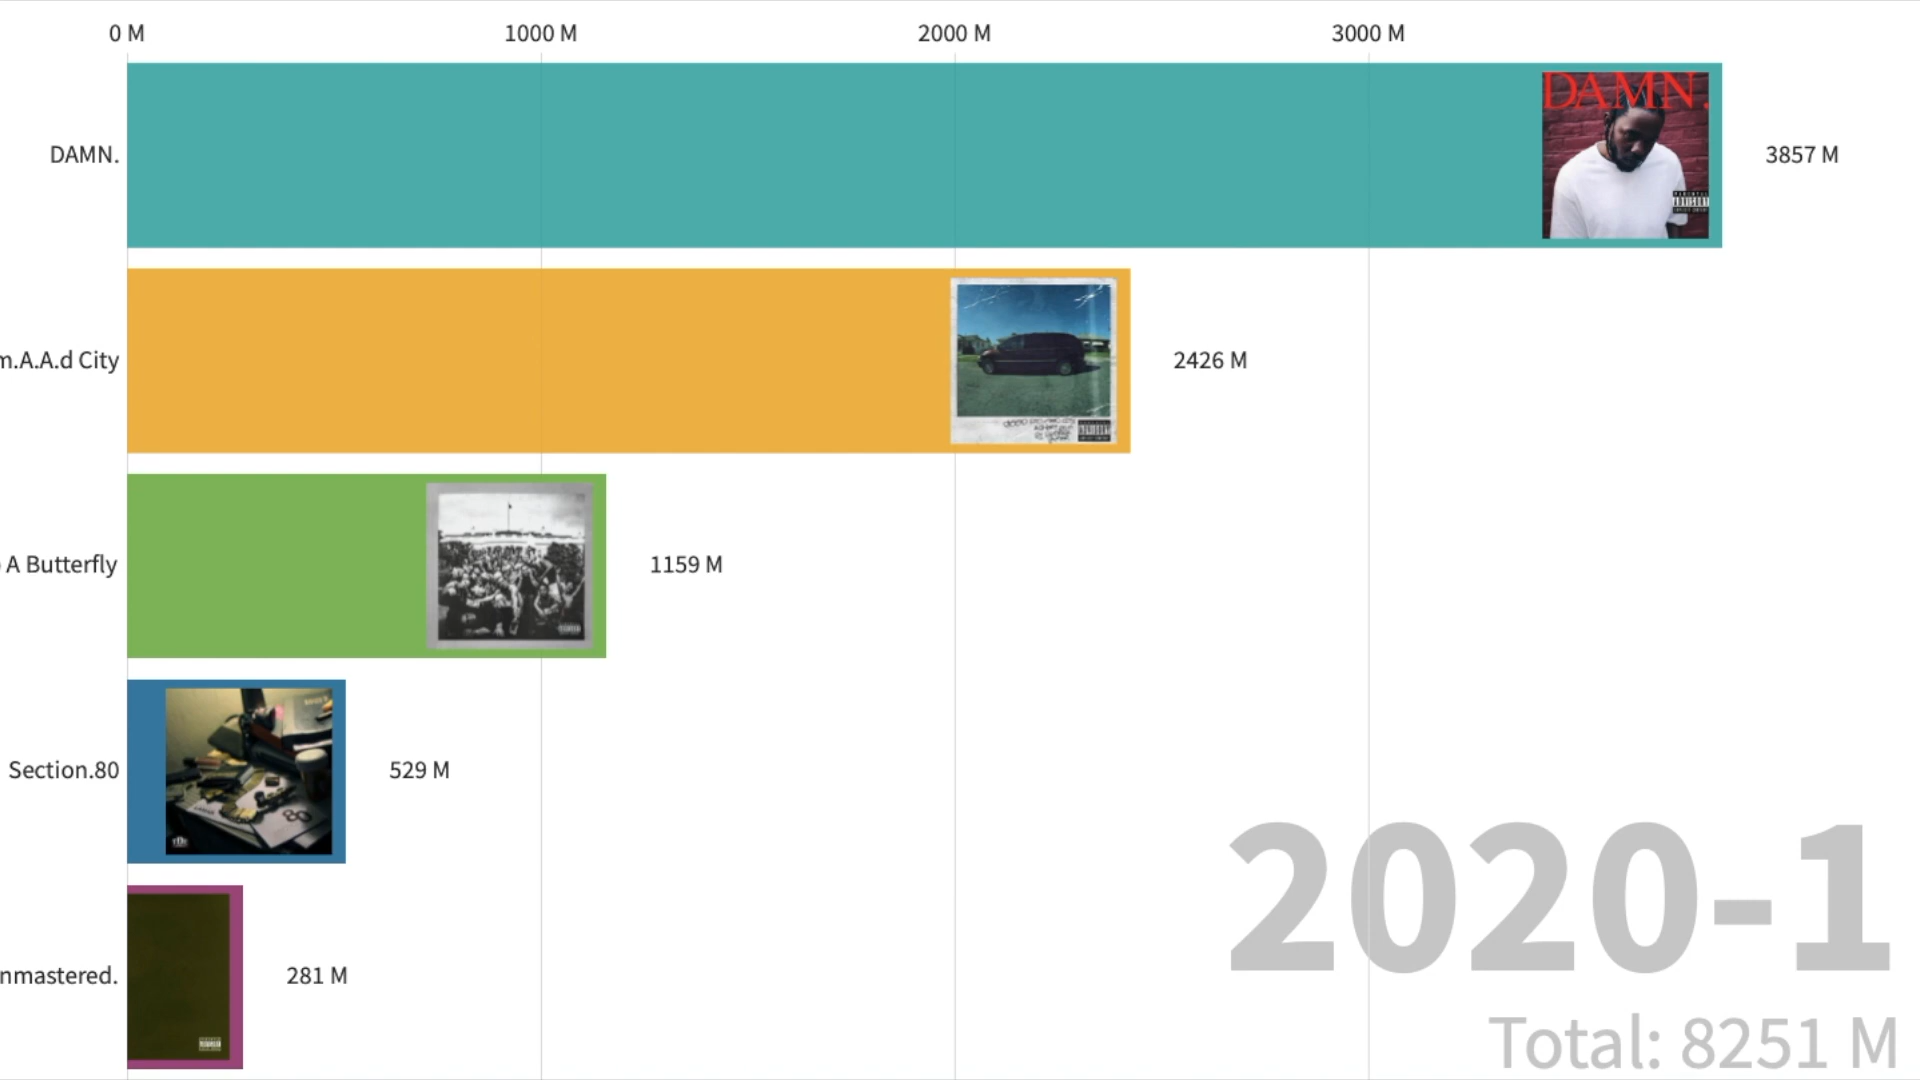 0 M 1000 M 2000 M 3000 M
DAMN.
DAMN.
3857 M
m.A.A.d City
2426 M
A Butterfly
1159 M
Section.80
80
529 M
nmastered.
281 M
2020-1
Total: 8251 M